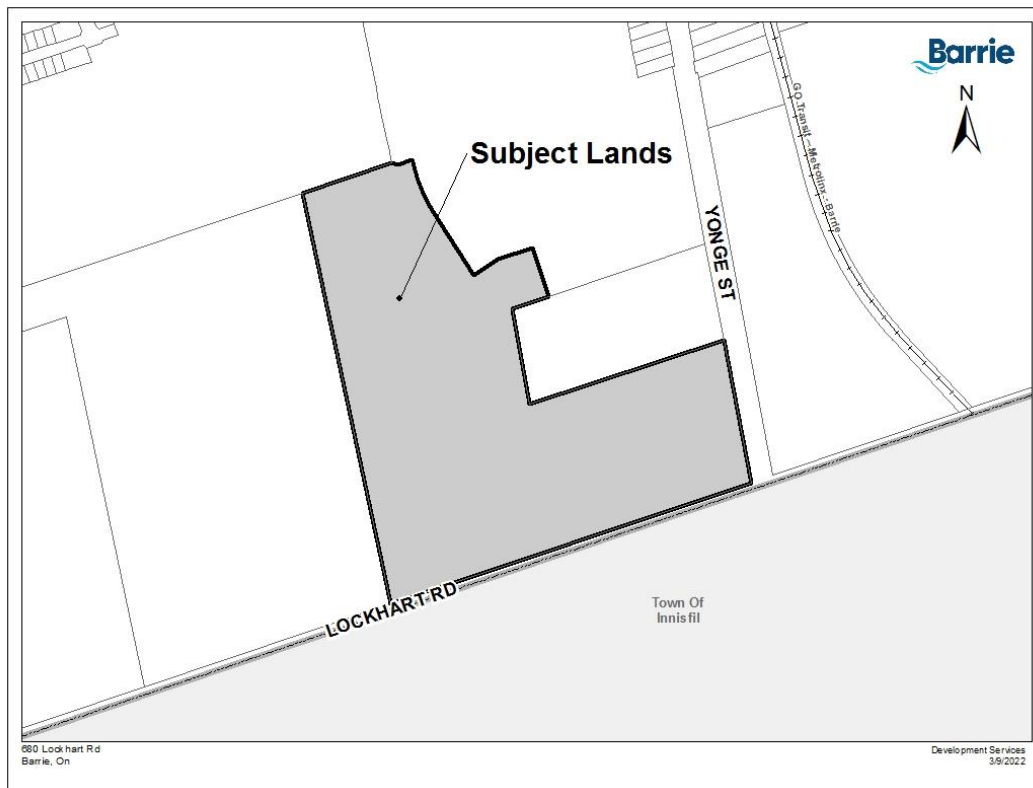 Barrie
N
GO Transit - Metrolinx - Barrie
Subject Lands
YONGE ST
LOCKHART RD
Town Of
Innisfil
680 Lockhart Rd
Barrie, On
Development Services
3/9/2022